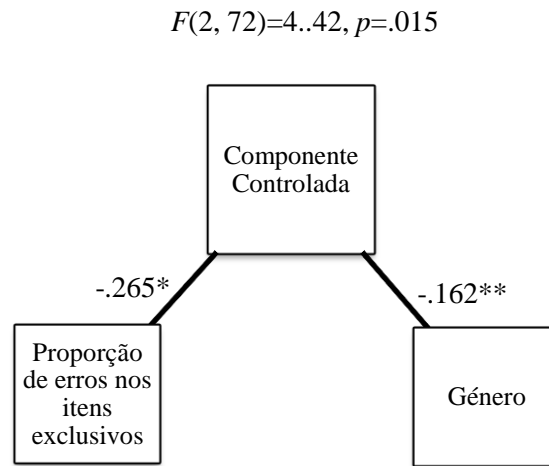 F(2, 72)=4..42, p=.015
Componente
Controlada
-.265*
-.162**
Proporção
de erros nos
itens
exclusivos
Género